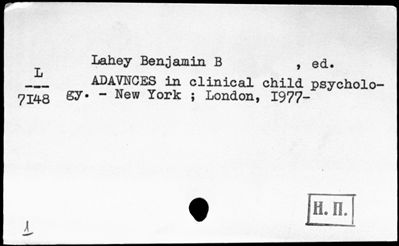 Lahey Benjamin B , ed.
L
7I48
ADAVNCES in clinical child psycholo-
gy. - New York ; London, I977-
1
Н.П.